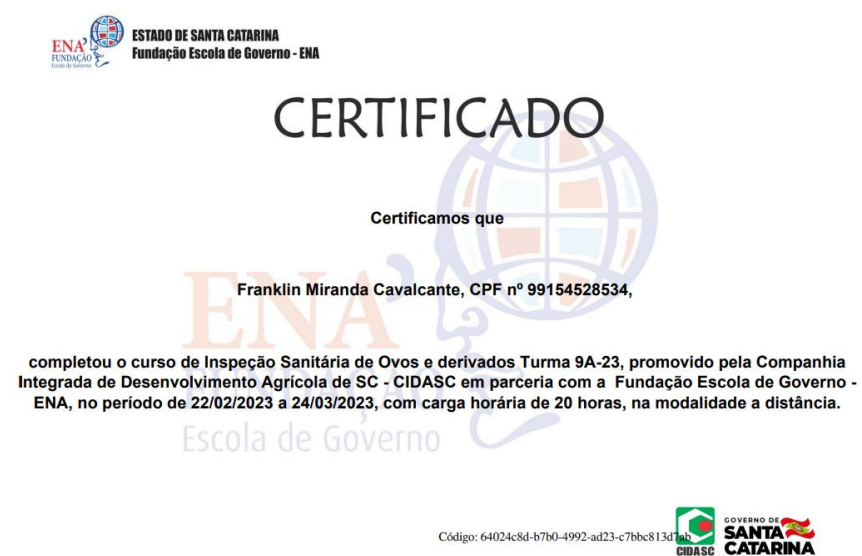 ENA
FUNDAÇÃO
Escola de Governo
ESTADO DE SANTA CATARINA
Fundação Escola de Governo - ENA
CERTIFICADO
Certificamos que
Franklin Miranda Cavalcante, CPF nº 99154528534,
completou o curso de Inspeção Sanitária de Ovos e derivados Turma 9A-23, promovido pela Companhia
Integrada de Desenvolvimento Agrícola de SC - CIDASC em parceria com a Fundação Escola de Governo -
ENA, no período de 22/02/2023 a 24/03/2023, com carga horária de 20 horas, na modalidade a distância.
ENA
FUNDAÇÃO
Escola de Governo
Código: 64024c8d-b7b0-4992-ad23-c7bbc813d7ab
CIDASC
GOVERNO DE
SANTA
CATARINA